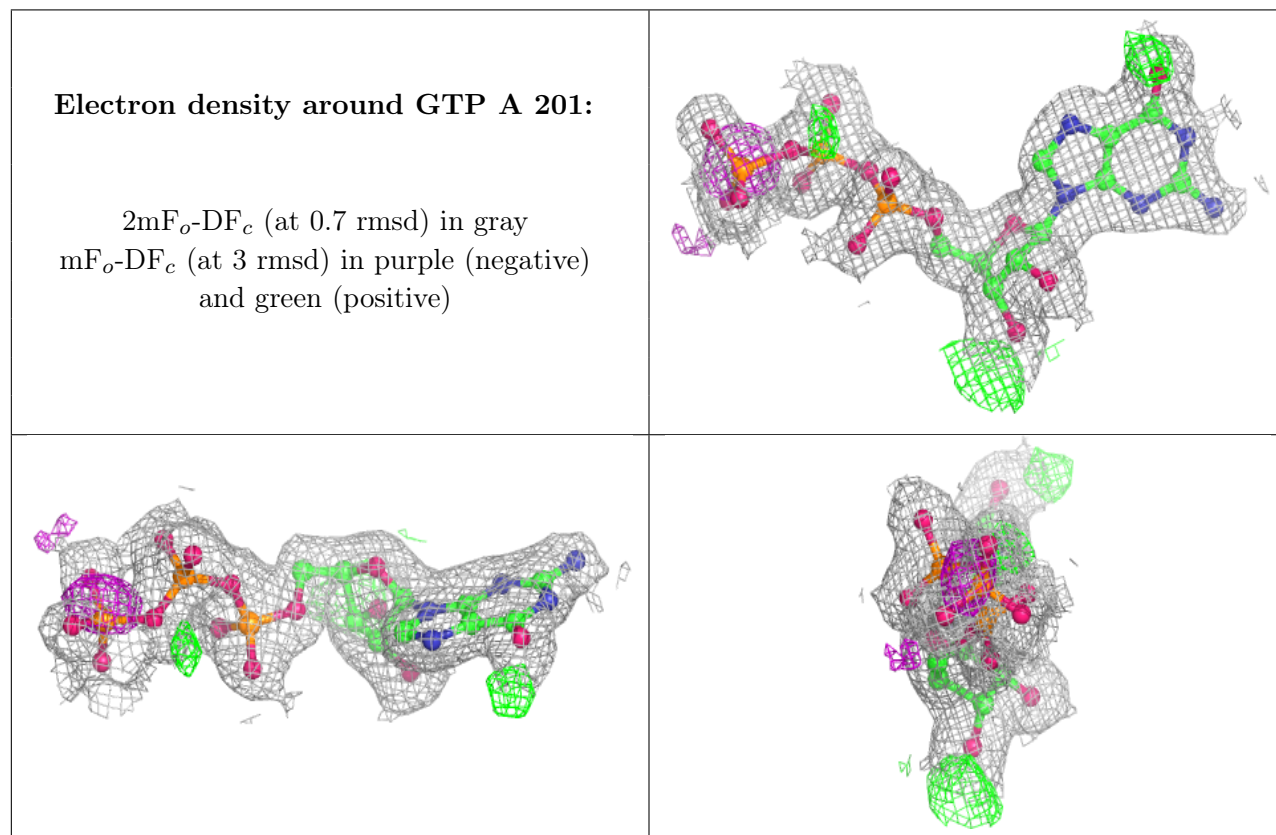 Electron density around GTP A 201:
2mFo-DFc (at 0.7 rmsd) in gray
mFo-DFc (at 3 rmsd) in purple (negative)
and green (positive)